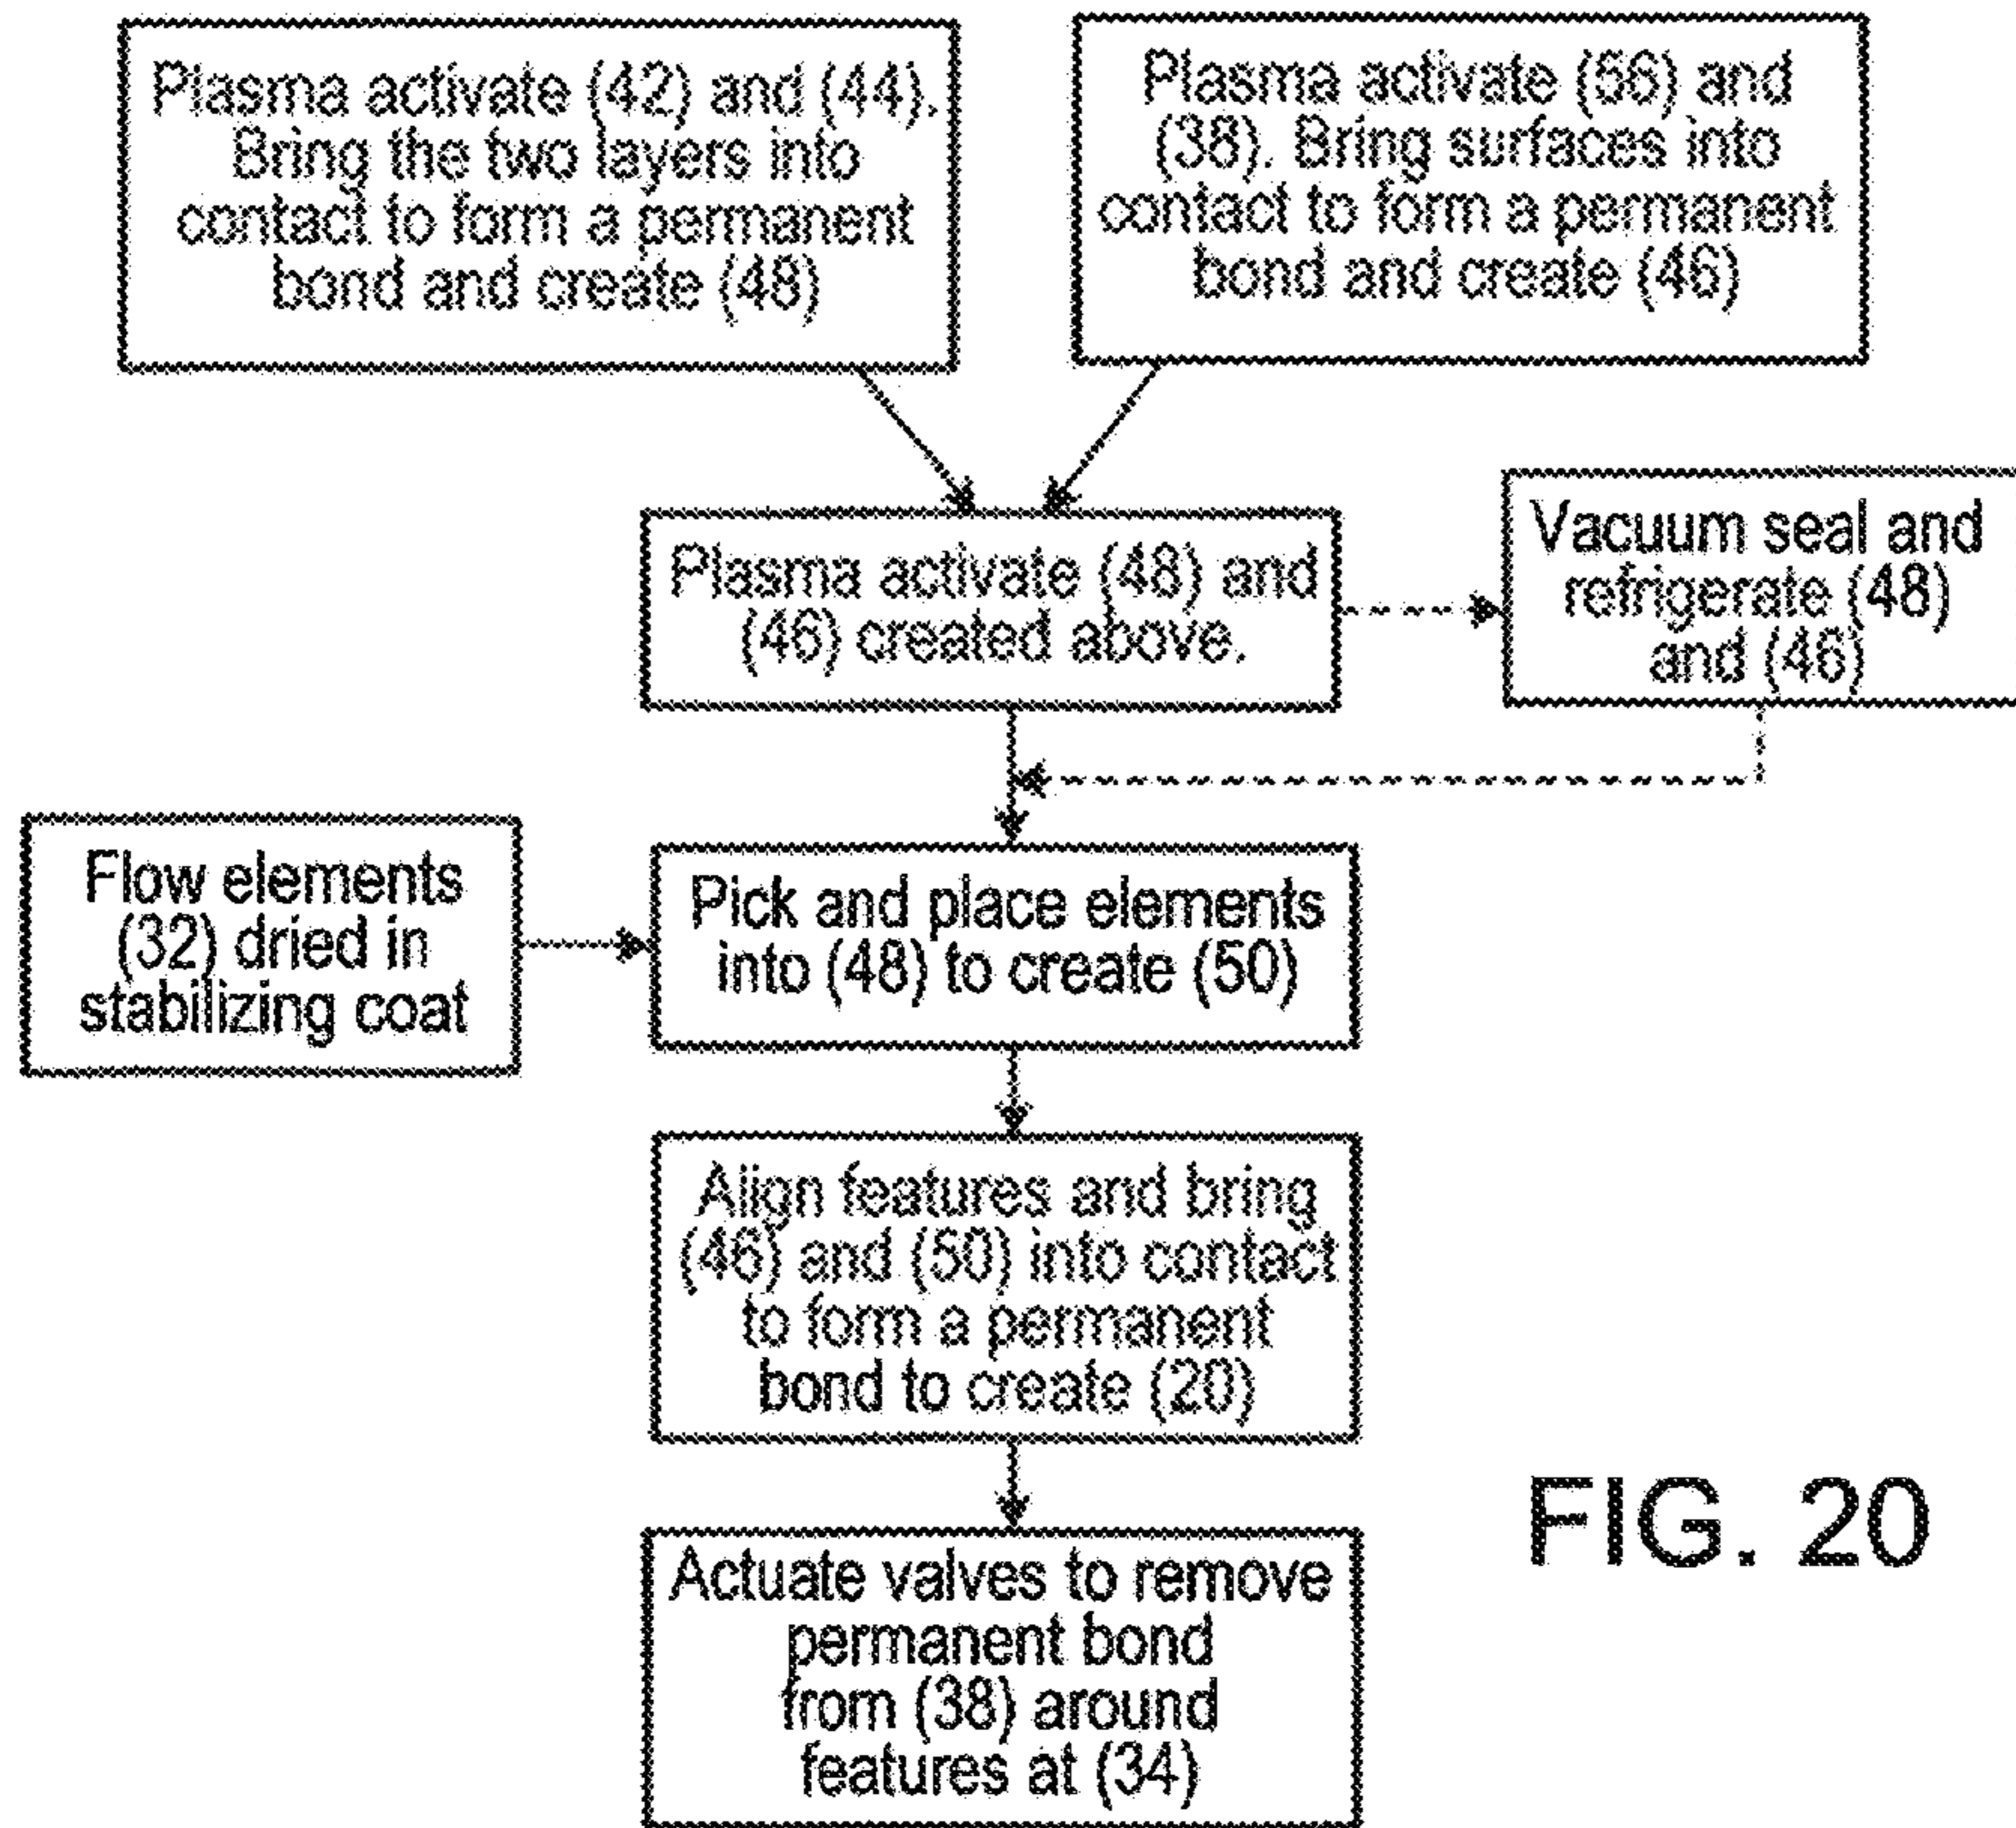 Plasma activate (42) and (44).
Bring the two layers into
contact to form a permanent
bond and create (48)
Plasma activate (56) and
(38). Bring surfaces into
contact to form a permanent
bond and create (46)
Plasma activate (48) and
(46) created above.
Vacuum seal and
refrigerate (48)
and (46)
Flow elements
(32) dried in
stabilizing coat
Pick and place elements
into (48) to create (50)
Align features and bring
(46) and (50) into contact
to form a permanent
bond to create (20)
Actuate valves to remove
permanent bond
from (38) around
features at (34)
FIG. 20